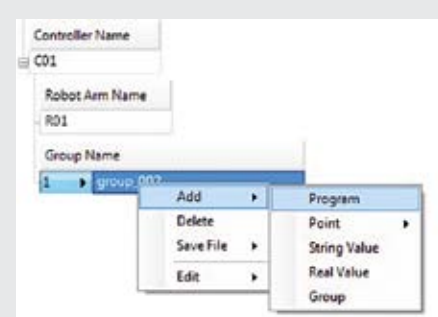 Controller Name
C01
Robot Arm Name
R01
Group Name
1 group_002
Add Program
Delete Point
Save File String Value
Real Value
Edit Group